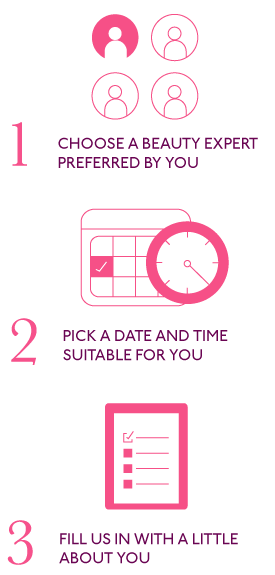 1
CHOOSE A BEAUTY EXPERT
PREFERRED BY YOU
2
PICK A DATE AND TIME
SUITABLE FOR YOU
3
FILL US IN WITH A LITTLE
ABOUT YOU